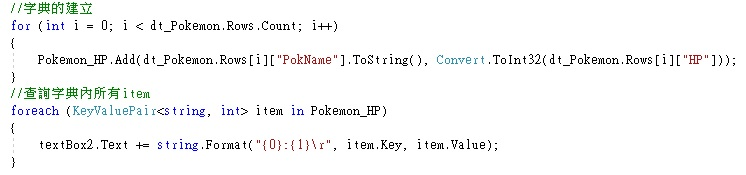 //字典的建立
for (int i = 0; i < dt_Pokemon.Rows.Count; i++)
{
Pokemon_HP.Add(dt_Pokemon.Rows[i]["PokName"].ToString(), Convert.ToInt32(dt_Pokemon.Rows[i]["HP"]));
}
//查詢字典內所有item
foreach (KeyValuePair<string, int> item in Pokemon_HP)
{
textBox2.Text += string.Format("{0}:{1}\r", item.Key, item.Value);
}